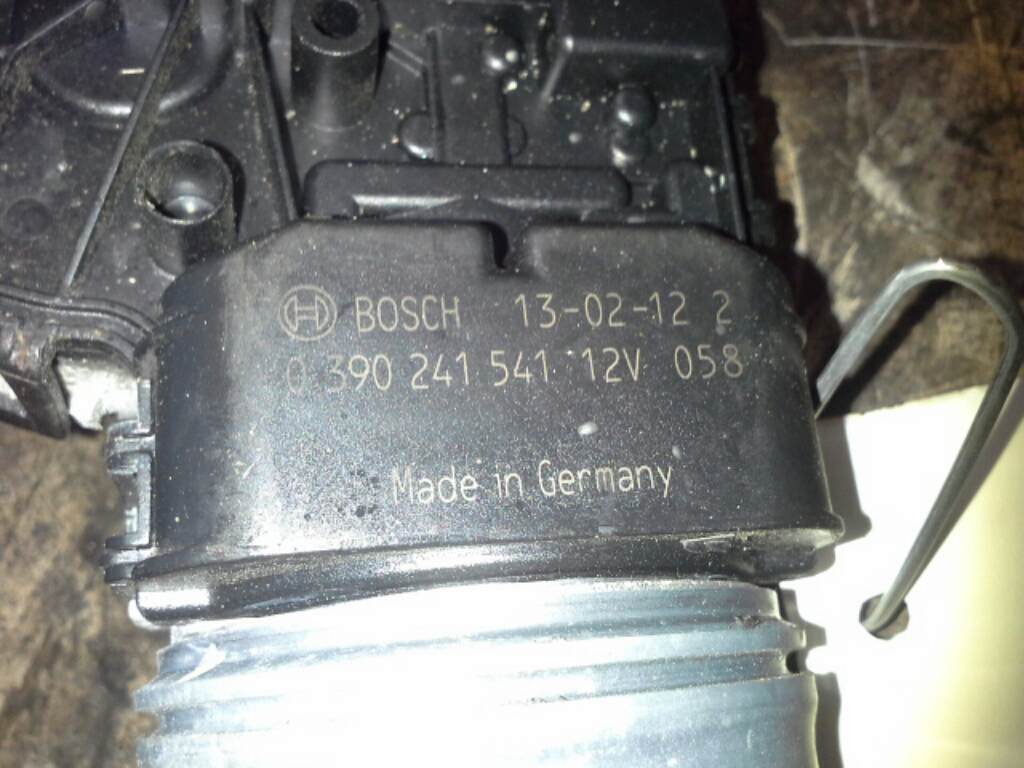 BOSCH 13-02-12 2
0 390 241 541 12V 058
Made in Germany